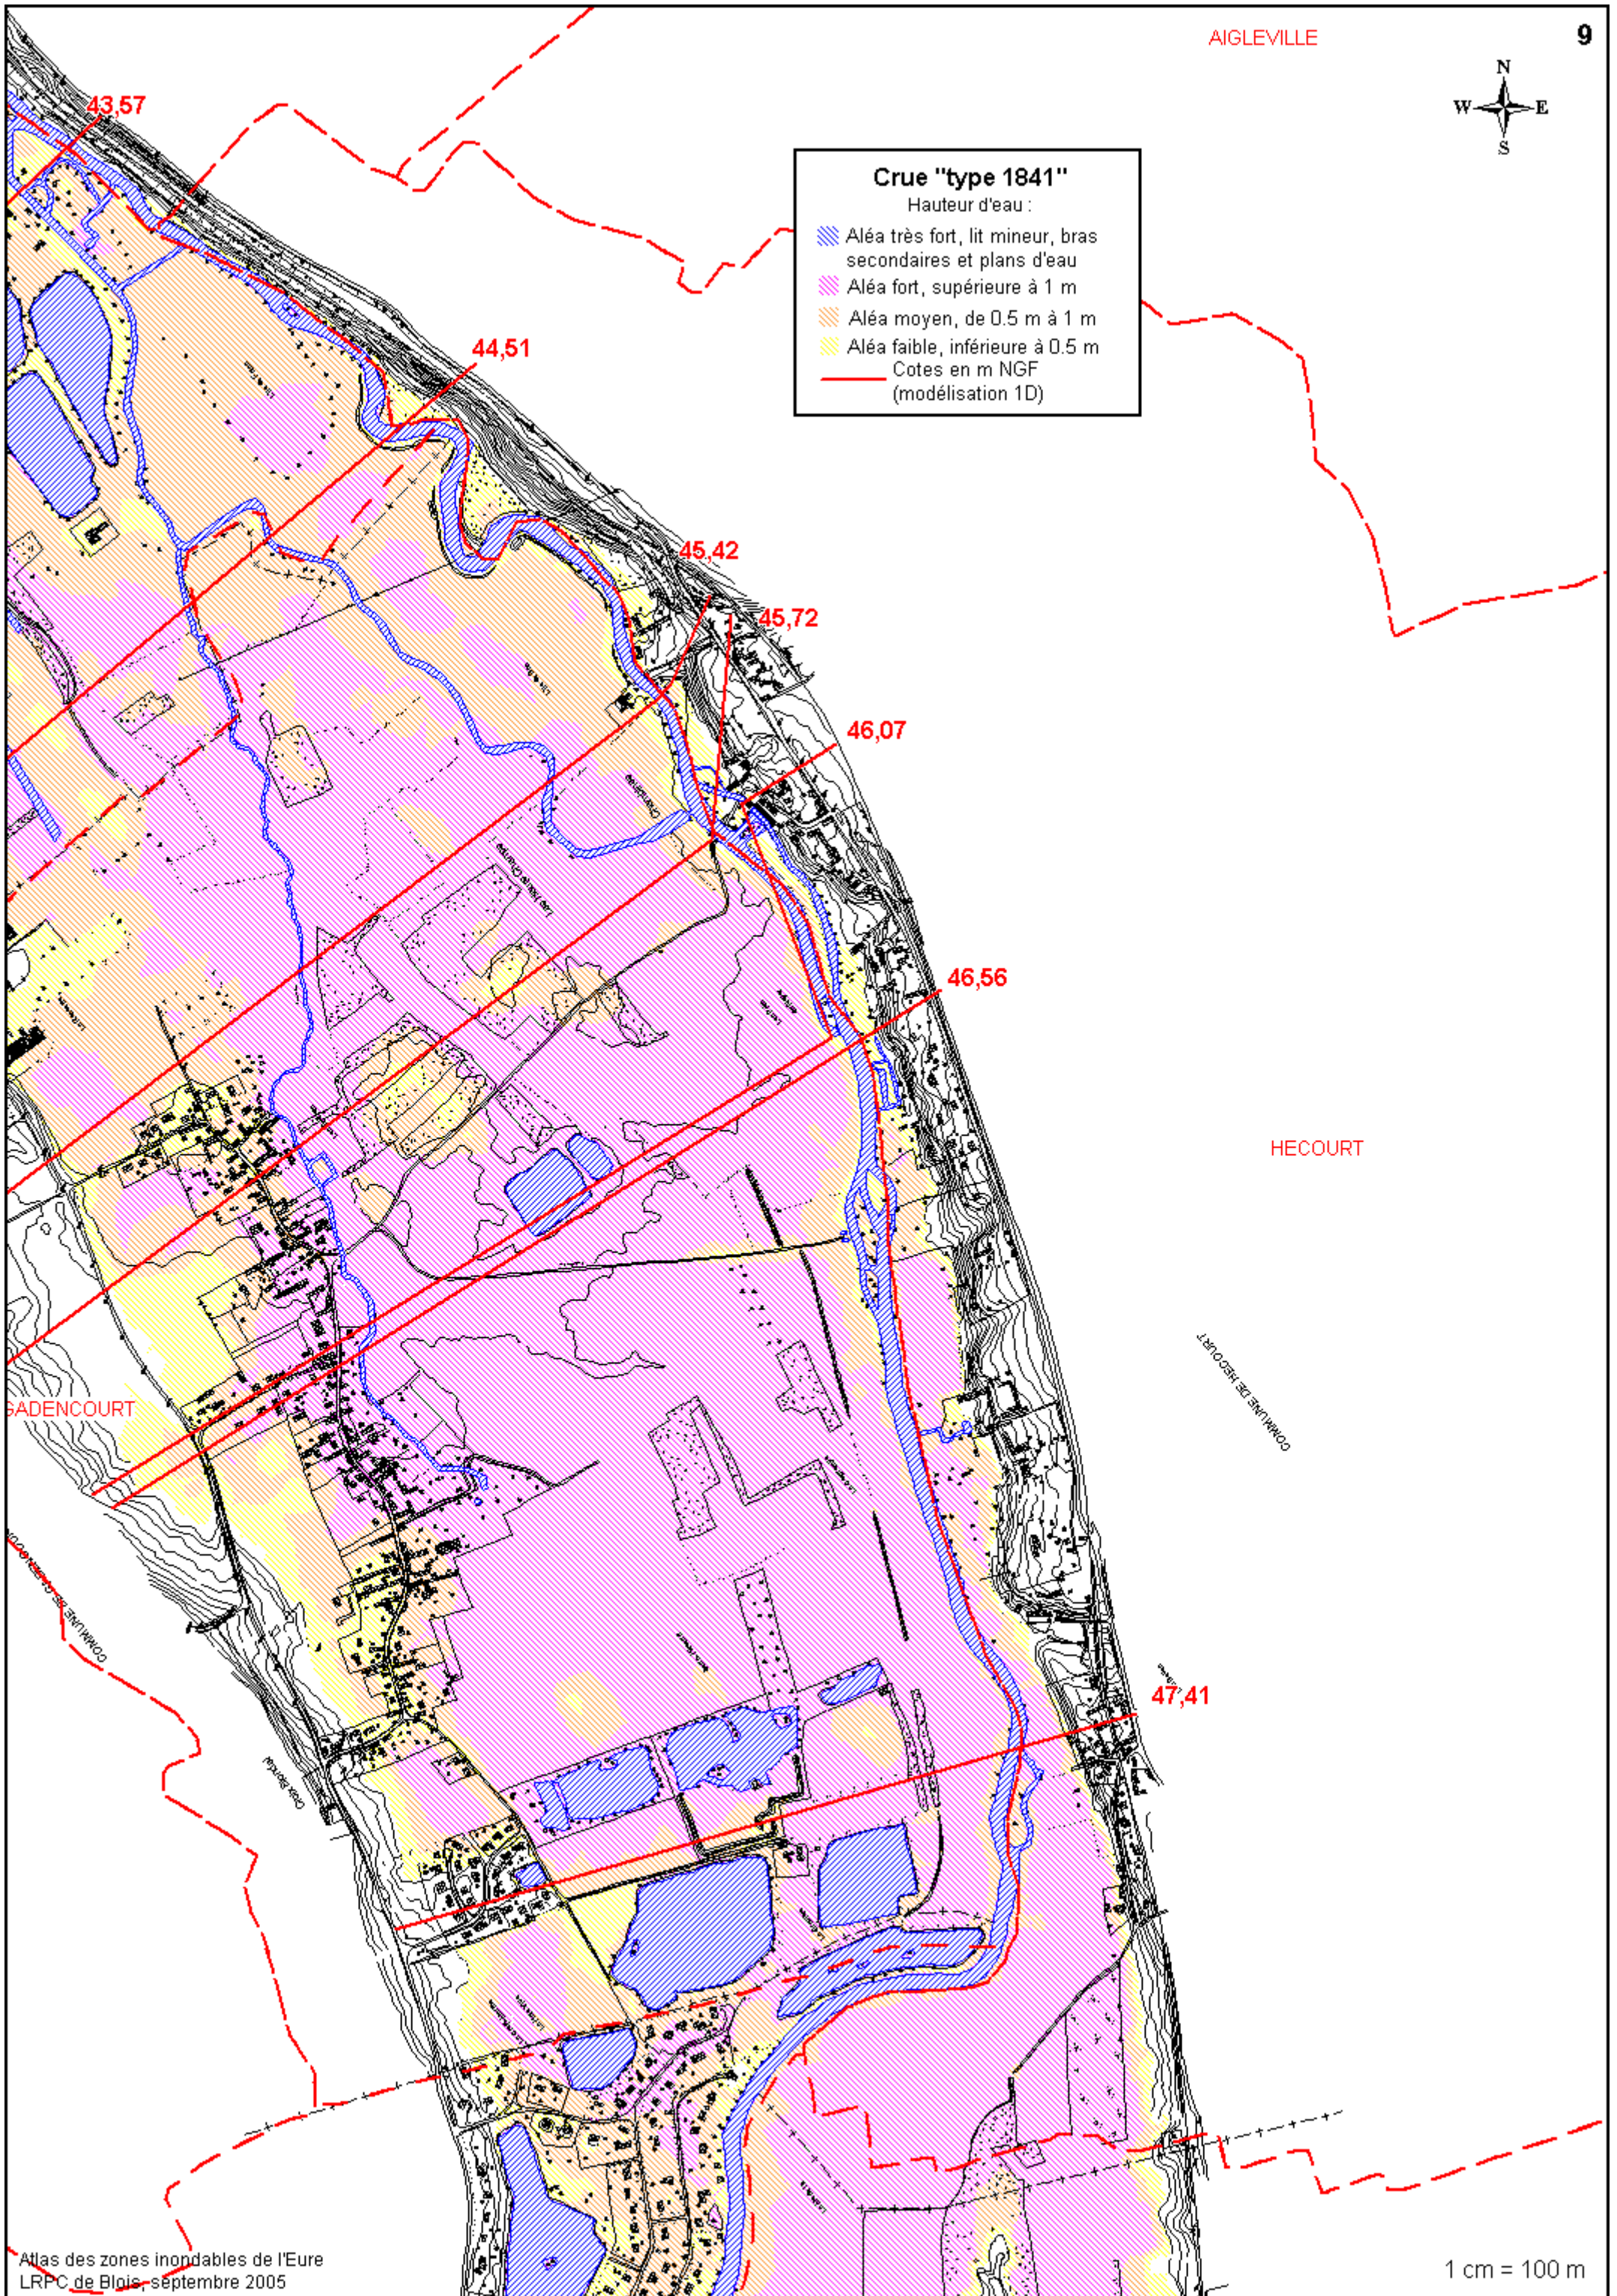 9
AIGLEVILLE
N
W
E
S
43,57
Crue "type 1841"
Hauteur d'eau :
Aléa très fort, lit mineur, bras
secondaires et plans d'eau
Aléa fort, supérieure à 1 m
Aléa moyen, de 0.5 m à 1 m
Aléa faible, inférieure à 0.5 m
Cotes en m NGF
(modélisation 1D)
44,51
45,42
45,72
46,07
46,56
HECOURT
COMMUNE DE HECOURT
GADENCOURT
COMMUNE DE GADENCOURT
47,41
Atlas des zones inondables de l'Eure
LRPC de Blois, septembre 2005
1 cm = 100 m